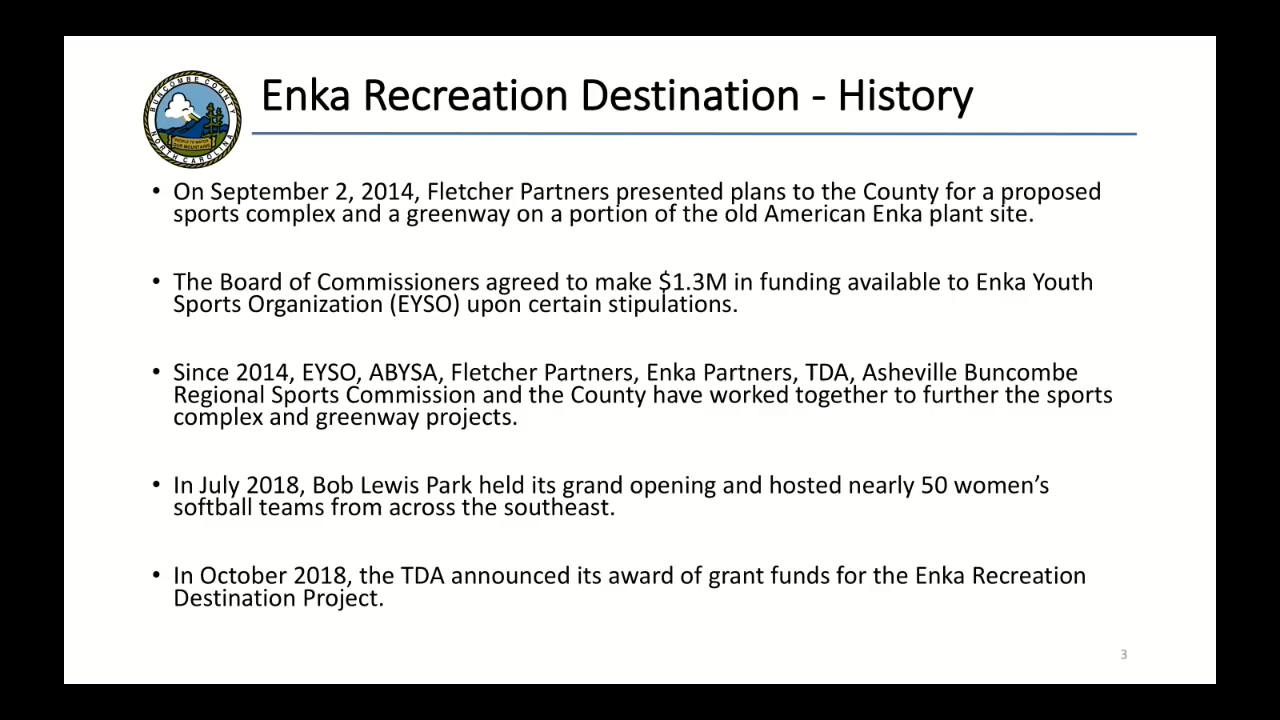 Enka Recreation Destination - History
BUNCOMBE COUNTY
NORTH CAROLINA
• On September 2, 2014, Fletcher Partners presented plans to the County for a proposed
sports complex and a greenway on a portion of the old American Enka plant site.
• The Board of Commissioners agreed to make $1.3M in funding available to Enka Youth
Sports Organization (EYSO) upon certain stipulations.
• Since 2014, EYSO, ABYSA, Fletcher Partners, Enka Partners, TDA, Asheville Buncombe
Regional Sports Commission and the County have worked together to further the sports
complex and greenway projects.
• In July 2018, Bob Lewis Park held its grand opening and hosted nearly 50 women’s
softball teams from across the southeast.
• In October 2018, the TDA announced its award of grant funds for the Enka Recreation
Destination Project.
3